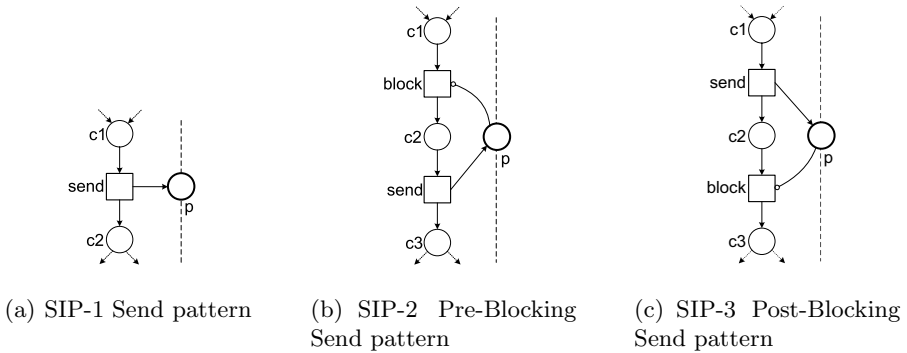 c1
send
p
c2
c1
block
c2
p
send
c3
c1
send
c2
p
block
c3
(a) SIP-1 Send pattern
(b) SIP-2 Pre-Blocking
Send pattern
(c) SIP-3 Post-Blocking
Send pattern